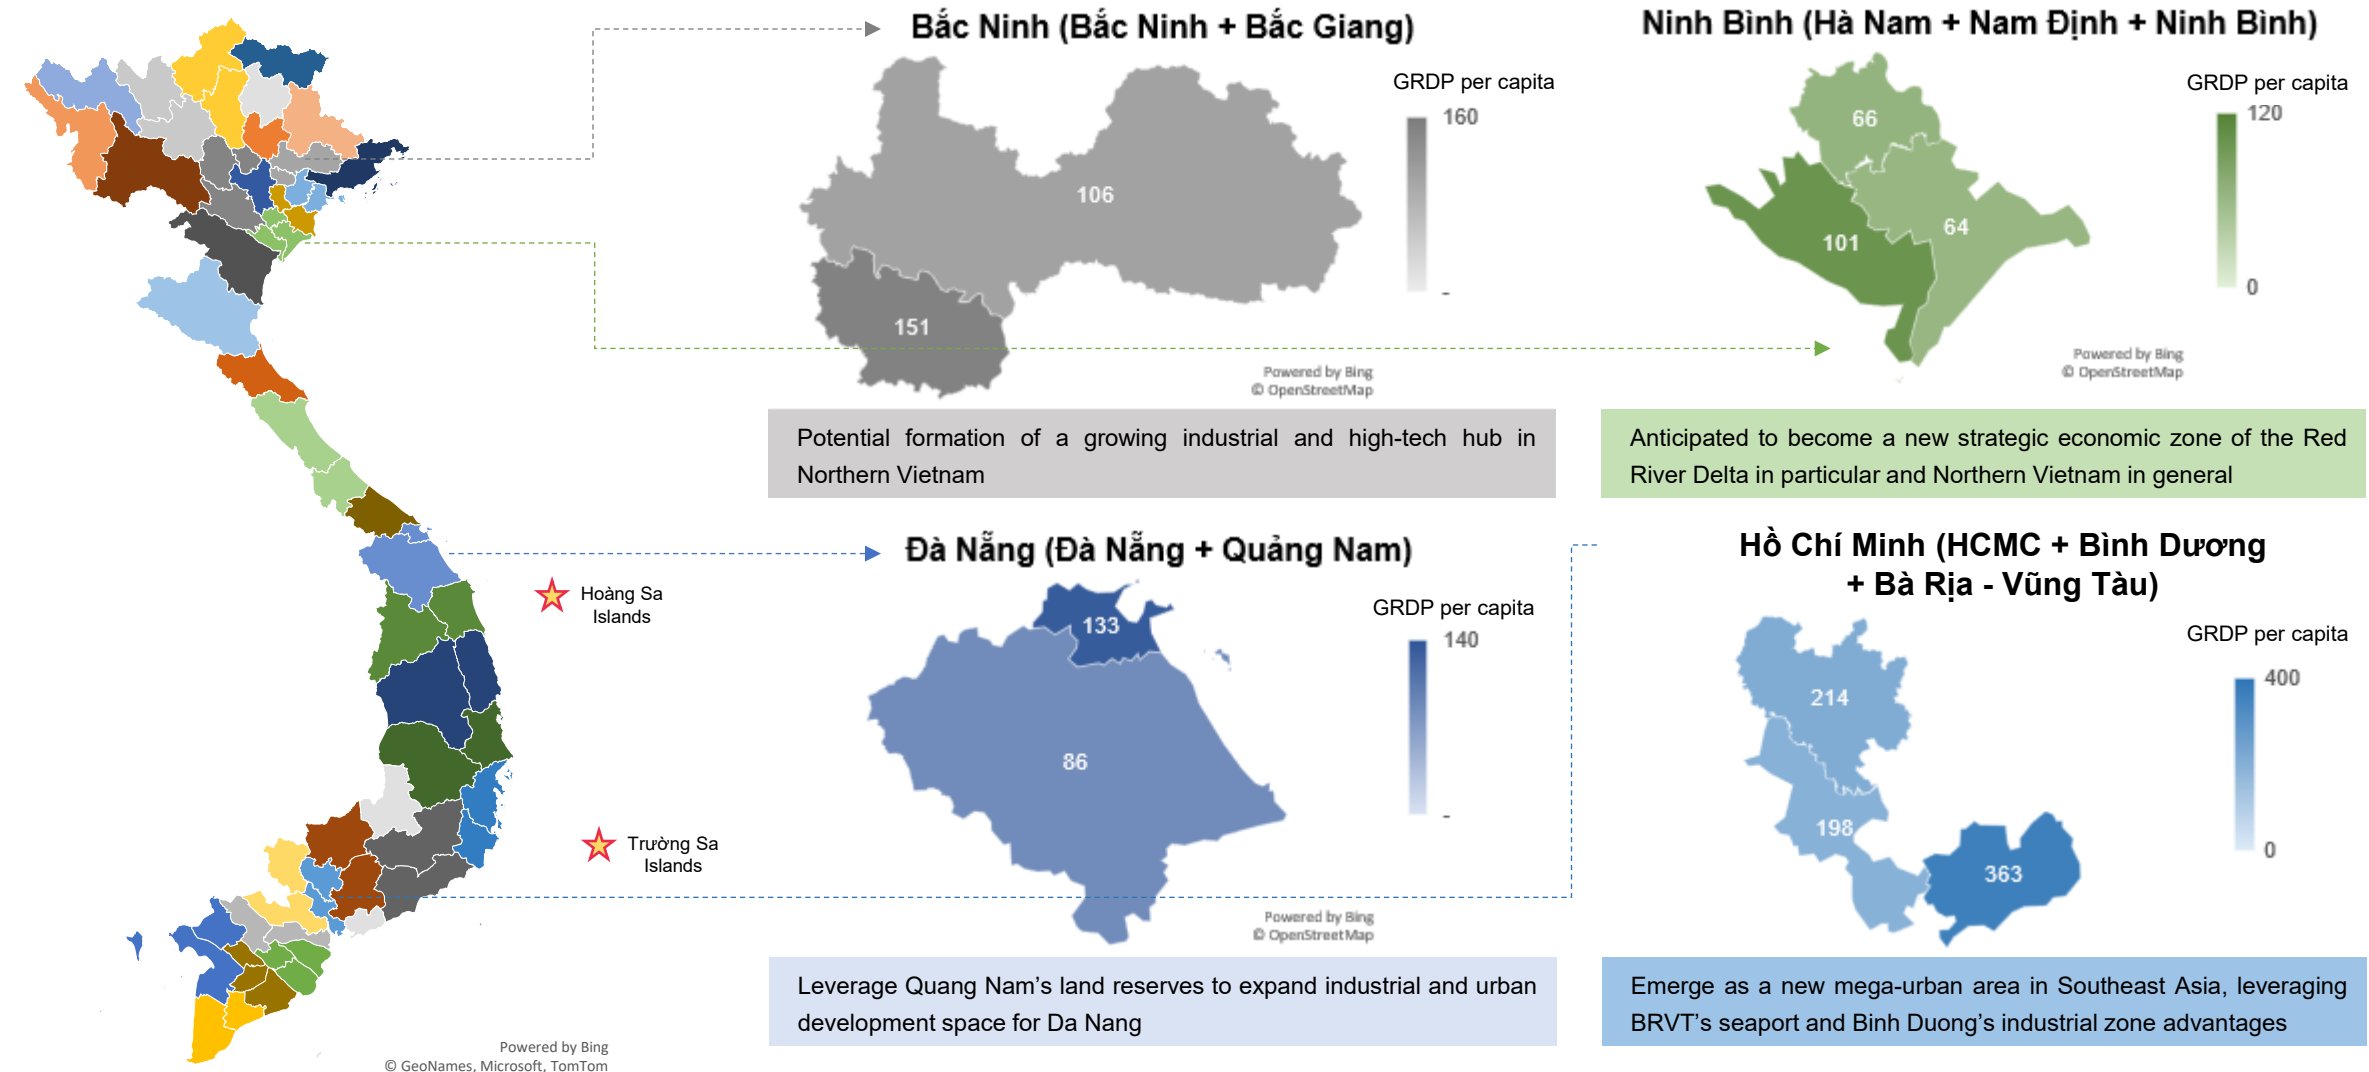 Bắc Ninh (Bắc Ninh + Bắc Giang)
GRDP per capita
160
106
151
-
Powered by Bing
© OpenStreetMap
Potential formation of a growing industrial and high-tech hub in
Northern Vietnam
Ninh Bình (Hà Nam + Nam Định + Ninh Bình)
GRDP per capita
120
66
64
101
0
Powered by Bing
© OpenStreetMap
Anticipated to become a new strategic economic zone of the Red
River Delta in particular and Northern Vietnam in general
Hoàng Sa
Islands
Trường Sa
Islands
Powered by Bing
© GeoNames, Microsoft, TomTom
Đà Nẵng (Đà Nẵng + Quảng Nam)
GRDP per capita
140
133
86
-
Powered by Bing
© OpenStreetMap
Leverage Quang Nam’s land reserves to expand industrial and urban
development space for Da Nang
Hồ Chí Minh (HCMC + Bình Dương
+ Bà Rịa - Vũng Tàu)
GRDP per capita
400
214
198
363
0
Emerge as a new mega-urban area in Southeast Asia, leveraging
BRVT’s seaport and Binh Duong’s industrial zone advantages